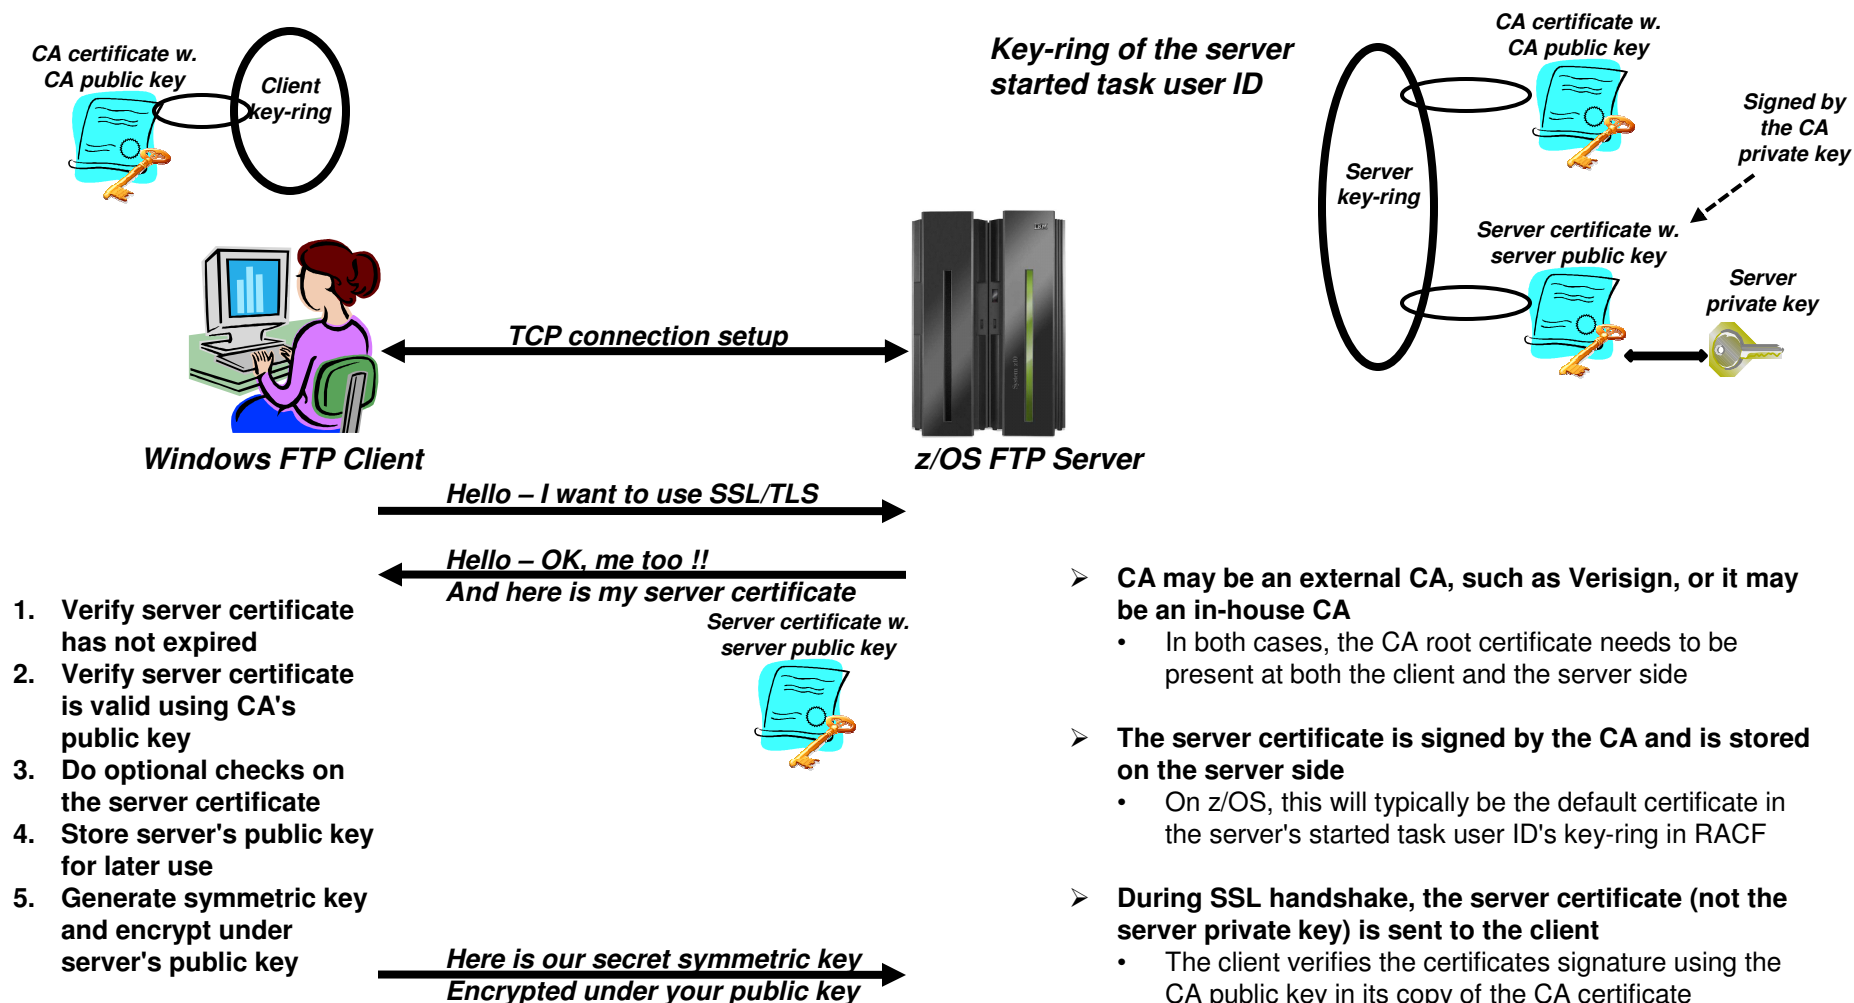 CA certificate w.
CA public key
Client
key-ring
Key-ring of the server
started task user ID
CA certificate w.
CA public key
Signed by
the CA
private key
Server
key-ring
Server certificate w.
server public key
Server
private key
TCP connection setup
Windows FTP Client
z/OS FTP Server
Hello – I want to use SSL/TLS
Hello – OK, me too !!
And here is my server certificate
Server certificate w.
server public key
1. Verify server certificate
has not expired
2. Verify server certificate
is valid using CA's
public key
3. Do optional checks on
the server certificate
4. Store server's public key
for later use
5. Generate symmetric key
and encrypt under
server's public key
Here is our secret symmetric key
Encrypted under your public key
➢ CA may be an external CA, such as Verisign, or it may
be an in-house CA
• In both cases, the CA root certificate needs to be
present at both the client and the server side
➢ The server certificate is signed by the CA and is stored
on the server side
• On z/OS, this will typically be the default certificate in
the server's started task user ID's key-ring in RACF
➢ During SSL handshake, the server certificate (not the
server private key) is sent to the client
• The client verifies the certificates signature using the
CA public key in its copy of the CA certificate